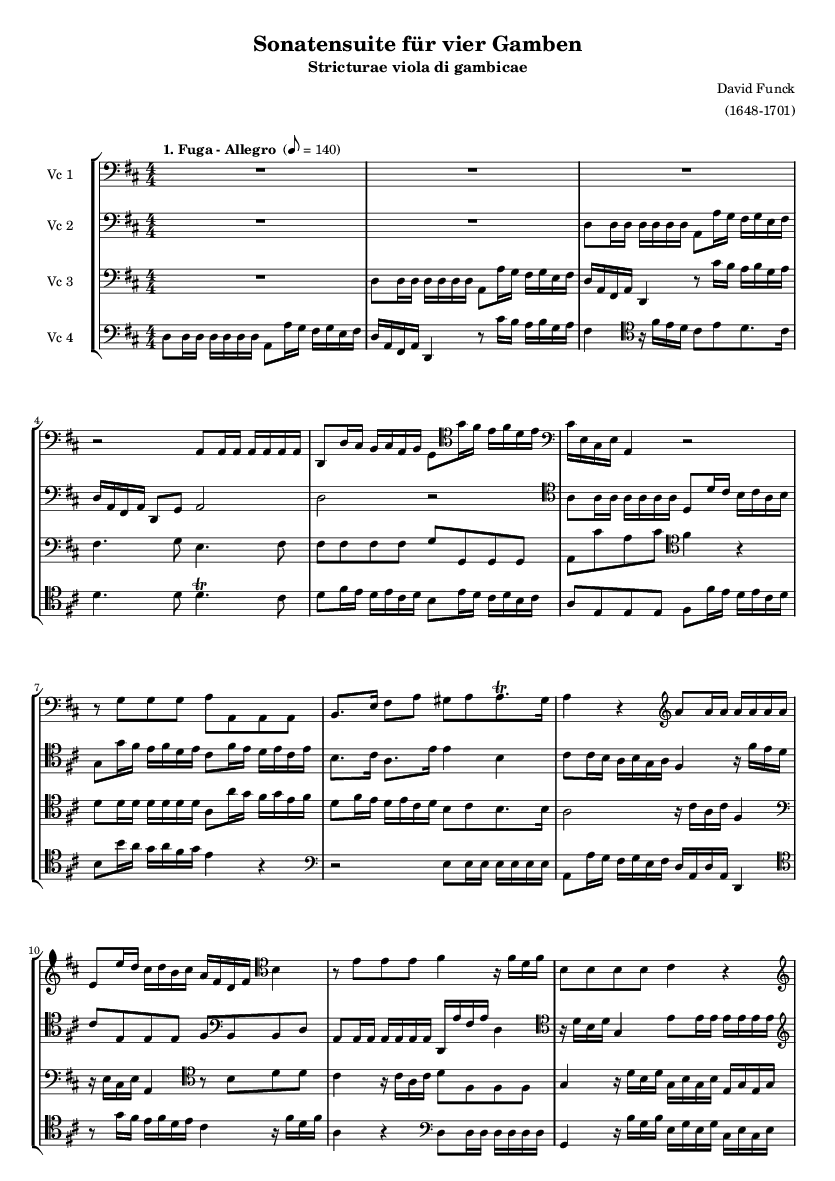 Sonatensuite für vier Gamben
Stricturae viola di gambicae
David Funck
(1648-1701)
1. Fuga - Allegro (♪ = 140)
Vc 1
Vc 2
Vc 3
Vc 4
4
7
10